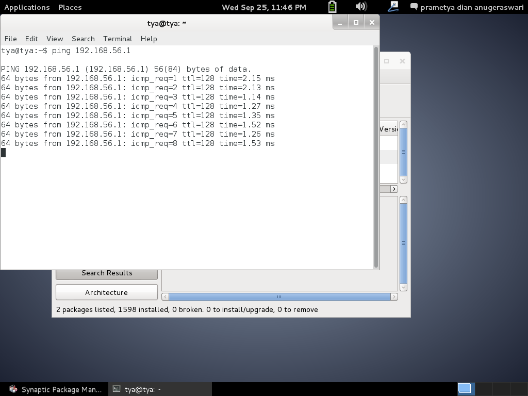 Applications Places Wed Sep 25, 11:46 PM prametya dian anugeraswari
tya@tya: ~
File Edit View Search Terminal Help
tya@tya:~$ ping 192.168.56.1
PING 192.168.56.1 (192.168.56.1) 56(84) bytes of data.
64 bytes from 192.168.56.1: icmp_req=1 ttl=128 time=2.15 ms
64 bytes from 192.168.56.1: icmp_req=2 ttl=128 time=2.13 ms
64 bytes from 192.168.56.1: icmp_req=3 ttl=128 time=1.14 ms
64 bytes from 192.168.56.1: icmp_req=4 ttl=128 time=1.27 ms
64 bytes from 192.168.56.1: icmp_req=5 ttl=128 time=1.35 ms
64 bytes from 192.168.56.1: icmp_req=6 ttl=128 time=1.52 ms
64 bytes from 192.168.56.1: icmp_req=7 ttl=128 time=1.26 ms
64 bytes from 192.168.56.1: icmp_req=8 ttl=128 time=1.53 ms
Versi
Search Results
Architecture
2 packages listed, 1598 installed, 0 broken. 0 to install/upgrade, 0 to remove
Synaptic Package Man... tya@tya: ~